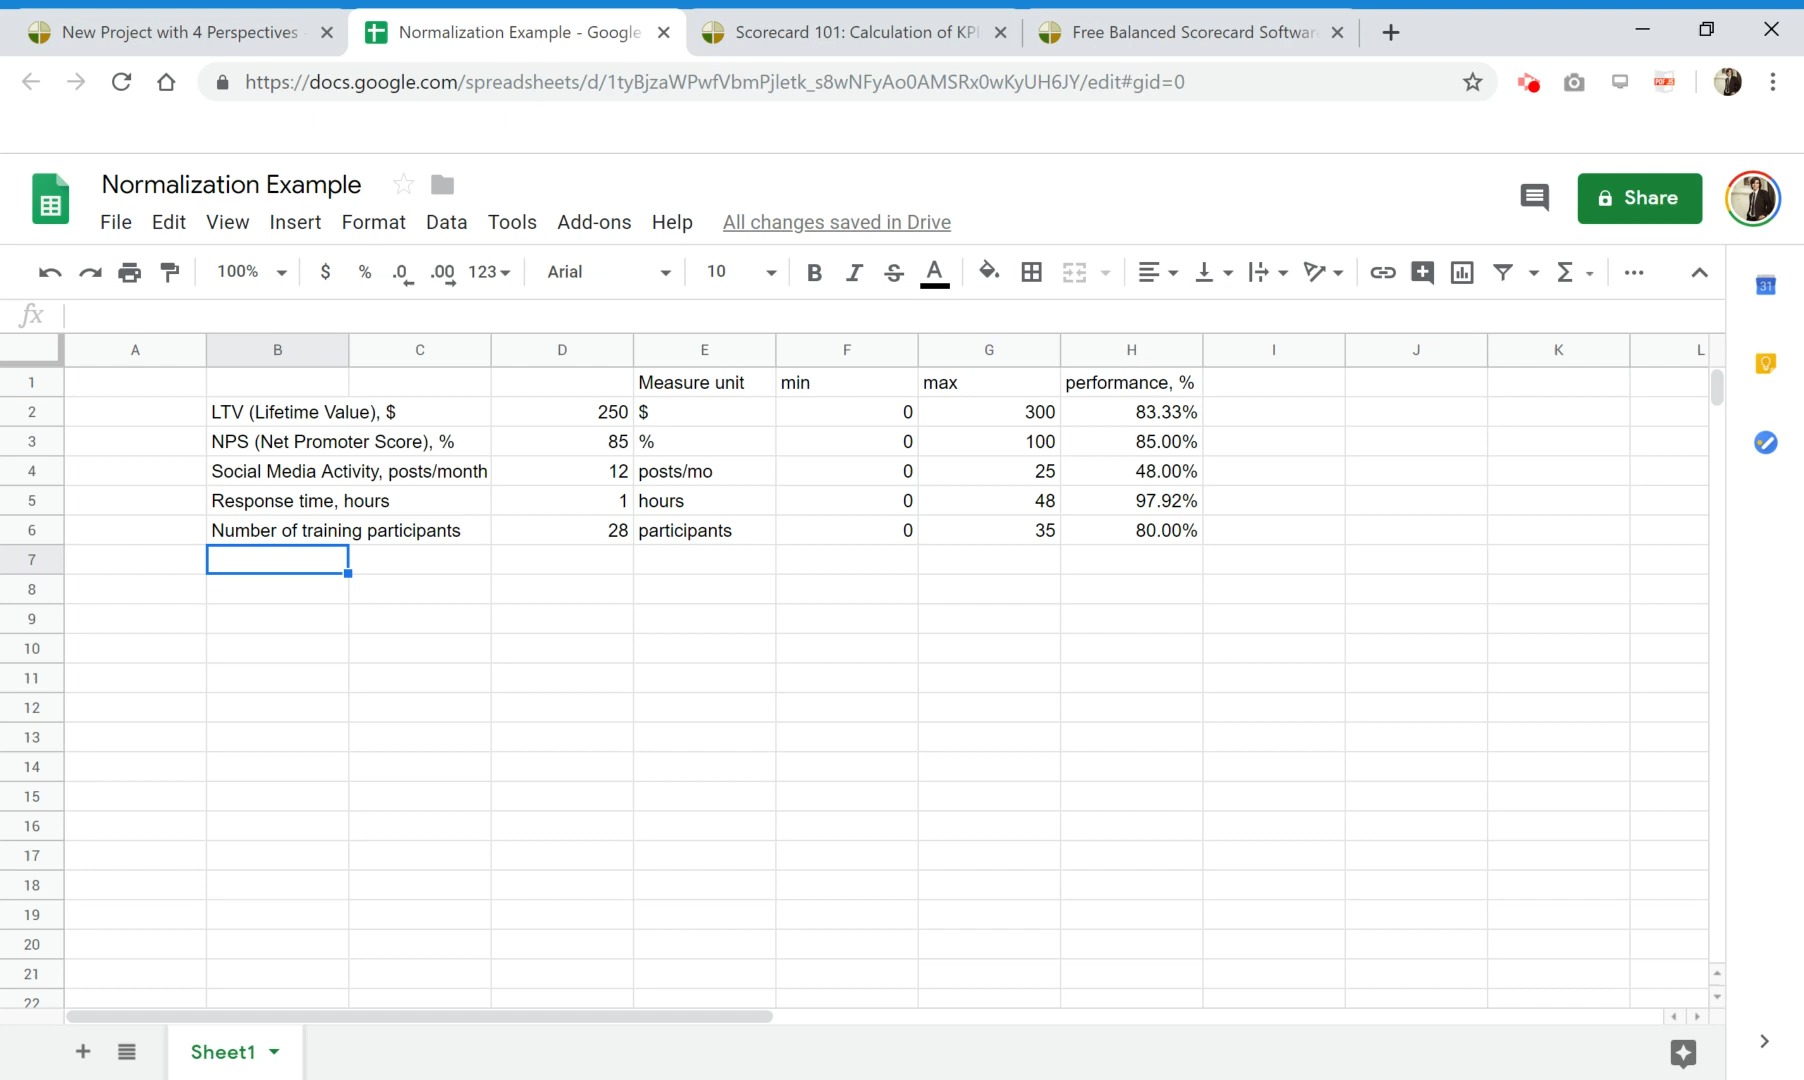 New Project with 4 Perspectives
Normalization Example - Google
Scorecard 101: Calculation of KPI
Free Balanced Scorecard Software
https://docs.google.com/spreadsheets/d/1tyBjzaWPwfVbmPjletk_s8wNFyAo0AMSRx0wKyUH6JY/edit#gid=0
Normalization Example
Share
File Edit View Insert Format Data Tools Add-ons Help All changes saved in Drive
100% $ % .0 .00 123 Arial 10 B I S A Σ
31
fx
A B C D E F G H I J K L
1 Measure unit min max performance, %
2 LTV (Lifetime Value), $ 250 $ 0 300 83.33%
3 NPS (Net Promoter Score), % 85 % 0 100 85.00%
4 Social Media Activity, posts/month 12 posts/mo 0 25 48.00%
5 Response time, hours 1 hours 0 48 97.92%
6 Number of training participants 28 participants 0 35 80.00%
7
8
9
10
11
12
13
14
15
16
17
18
19
20
21
22
Sheet1